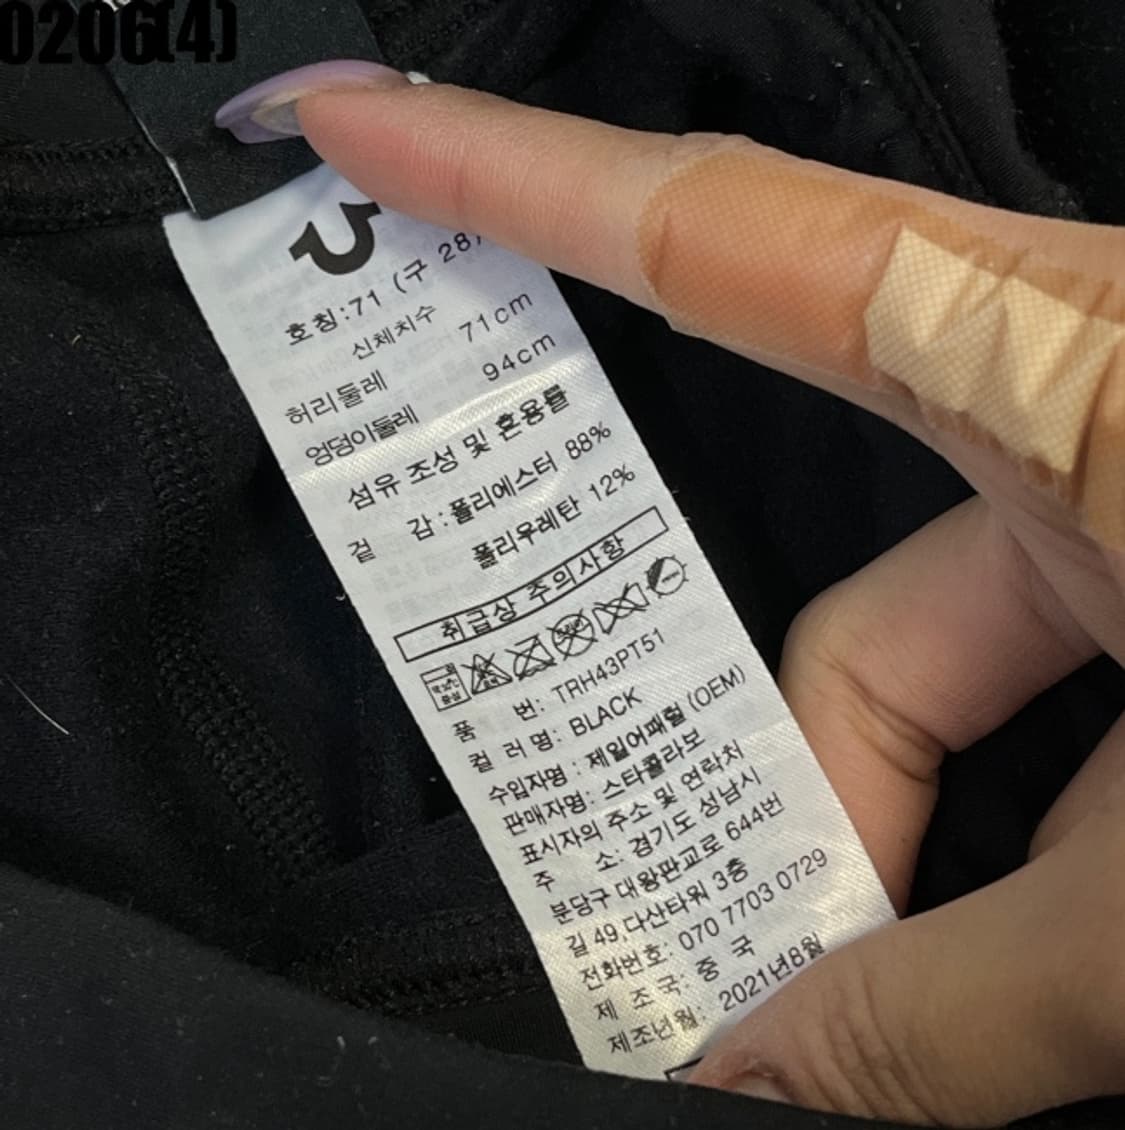 0206(4)
호칭:71 (구 28)
신체치수
허리둘레 71cm
엉덩이둘레 94cm
섬유 조성 및 혼용률
겉 감:폴리에스터 88%
폴리우레탄 12%
취급상 주의사항
품 번: TRH43PT51
컬 러 명: BLACK
수입자명 : 제일어패럴 (OEM)
판매자명: 스타콜라보
표시자의 주소 및 연락처
주 소: 경기도 성남시
분당구 대왕판교로 644번
길 49,다산타워 3층
전화번호: 070 7703 0729
제 조국: 중 국
제조년월: 2021년8월